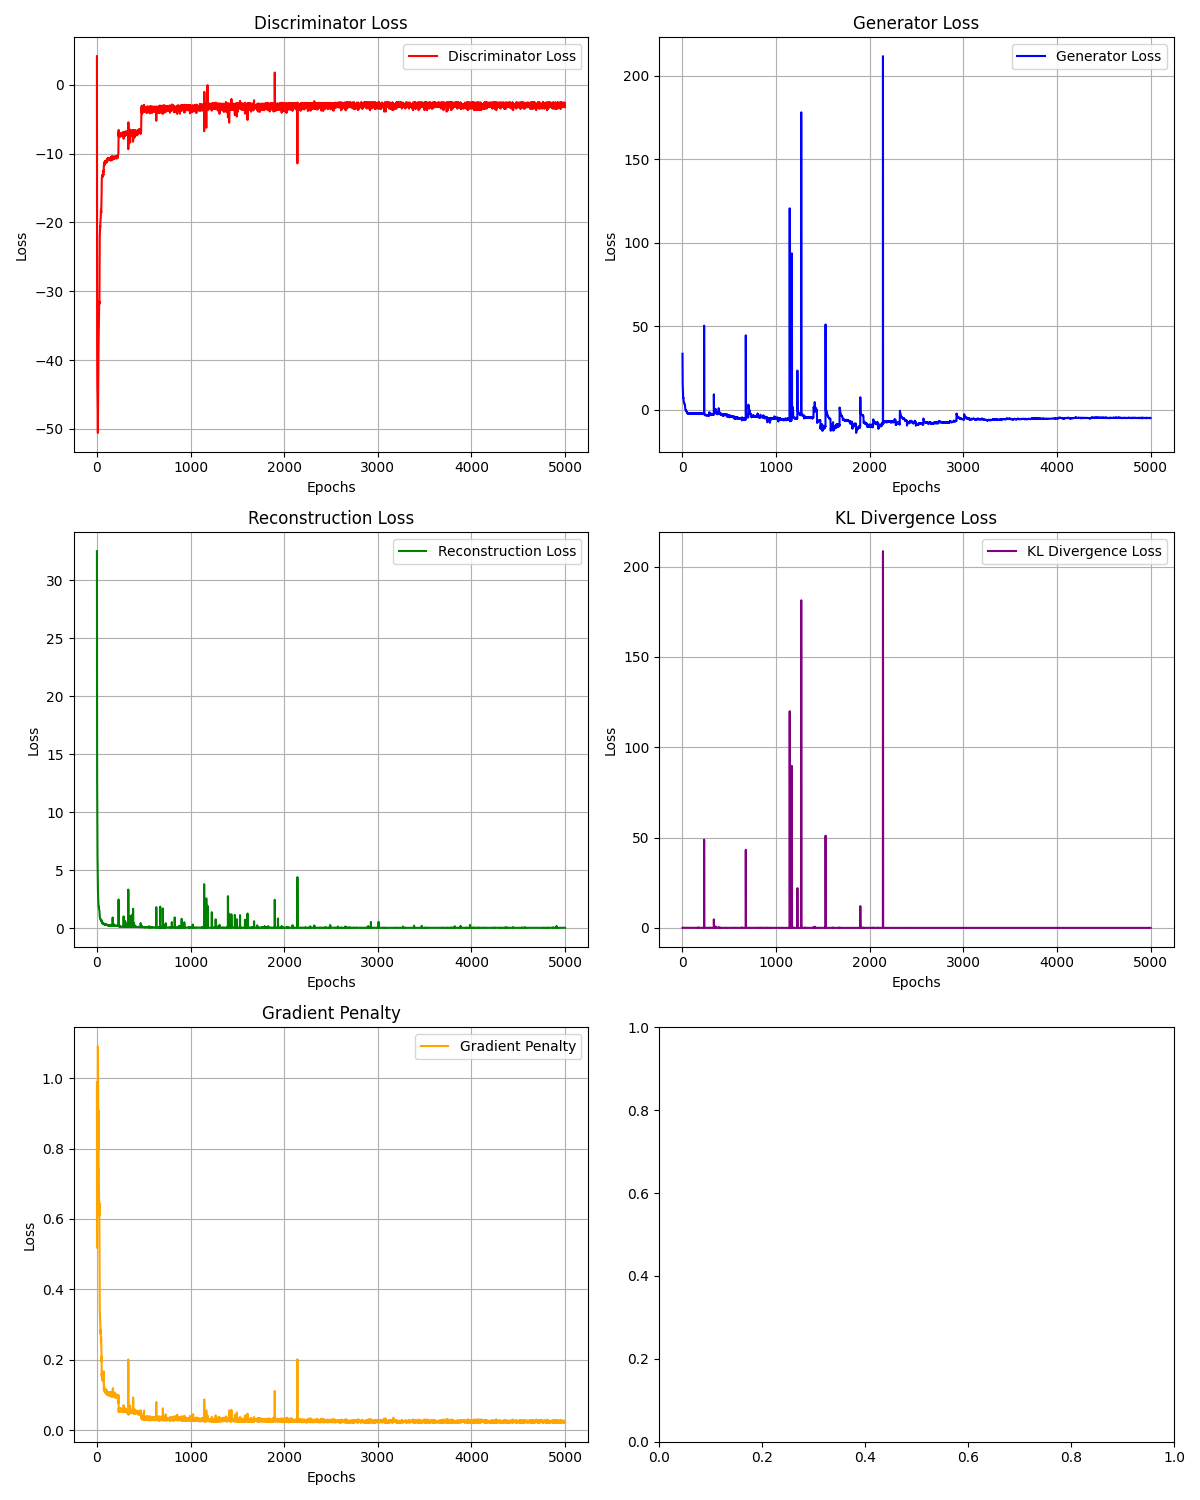 Discriminator Loss
Discriminator Loss
0
−10
−20
−30
−40
−50
Loss
0 1000 2000 3000 4000 5000
Epochs
Generator Loss
Generator Loss
200
150
100
50
0
Loss
0 1000 2000 3000 4000 5000
Epochs
Reconstruction Loss
Reconstruction Loss
30
25
20
15
10
5
0
Loss
0 1000 2000 3000 4000 5000
Epochs
KL Divergence Loss
KL Divergence Loss
200
150
100
50
0
Loss
0 1000 2000 3000 4000 5000
Epochs
Gradient Penalty
Gradient Penalty
1.0
0.8
0.6
0.4
0.2
0.0
Loss
0 1000 2000 3000 4000 5000
Epochs
1.0
0.8
0.6
0.4
0.2
0.0
0.0 0.2 0.4 0.6 0.8 1.0